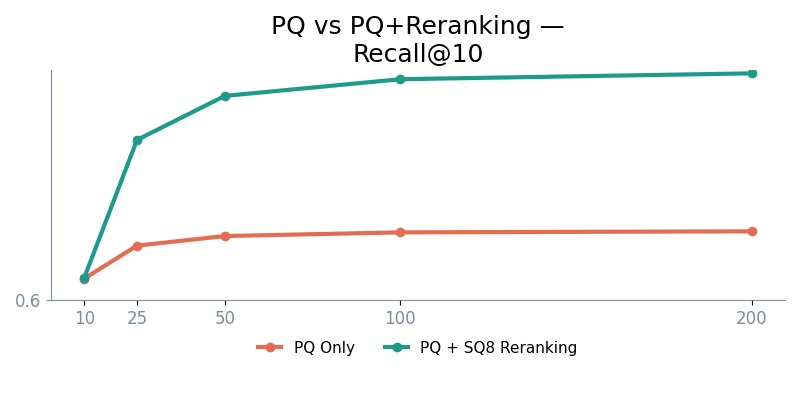 PQ vs PQ+Reranking —
Recall@10
0.6
10 25 50 100 200
PQ Only PQ + SQ8 Reranking